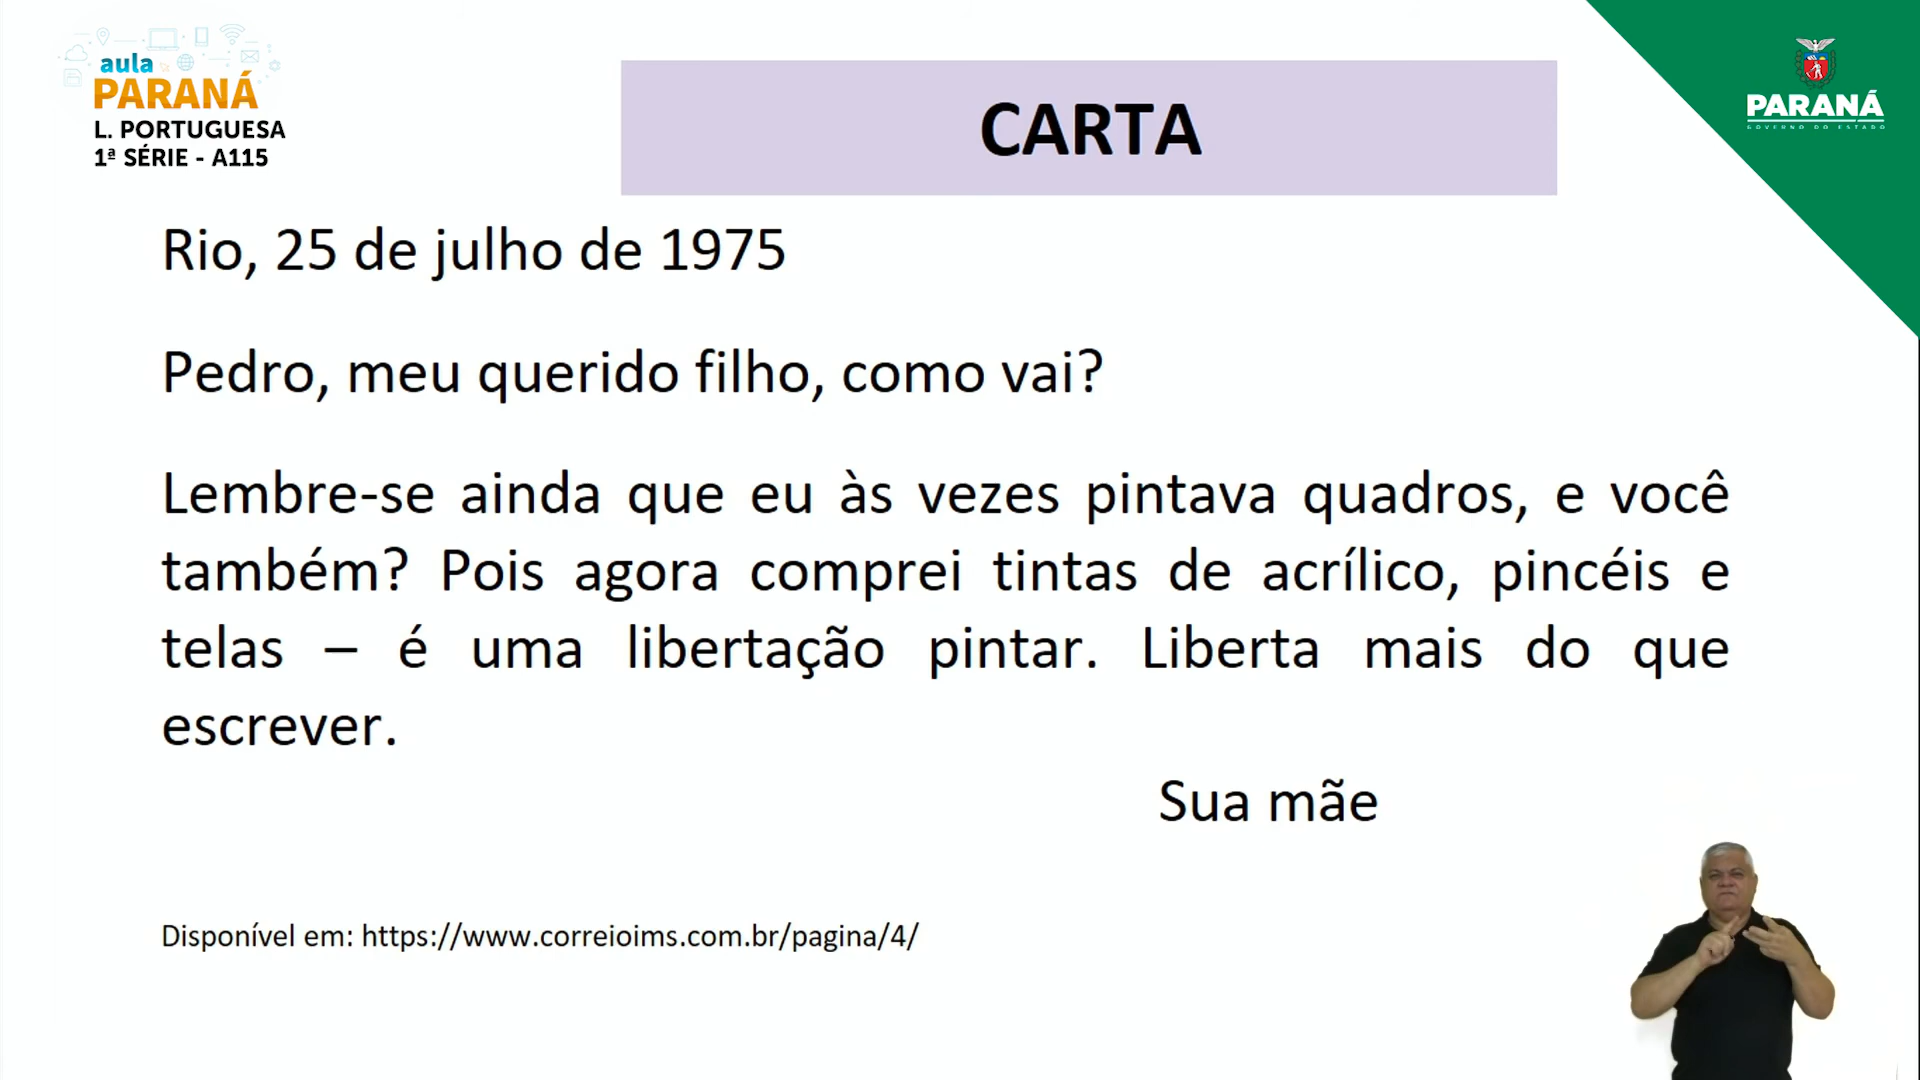 aula
PARANÁ
L. PORTUGUESA
1ª SÉRIE - A115
CARTA
PARANÁ
GOVERNO DO ESTADO
Rio, 25 de julho de 1975
Pedro, meu querido filho, como vai?
Lembre-se ainda que eu às vezes pintava quadros, e você
também? Pois agora comprei tintas de acrílico, pincéis e
telas – é uma libertação pintar. Liberta mais do que
escrever.
Sua mãe
Disponível em: https://www.correioims.com.br/pagina/4/